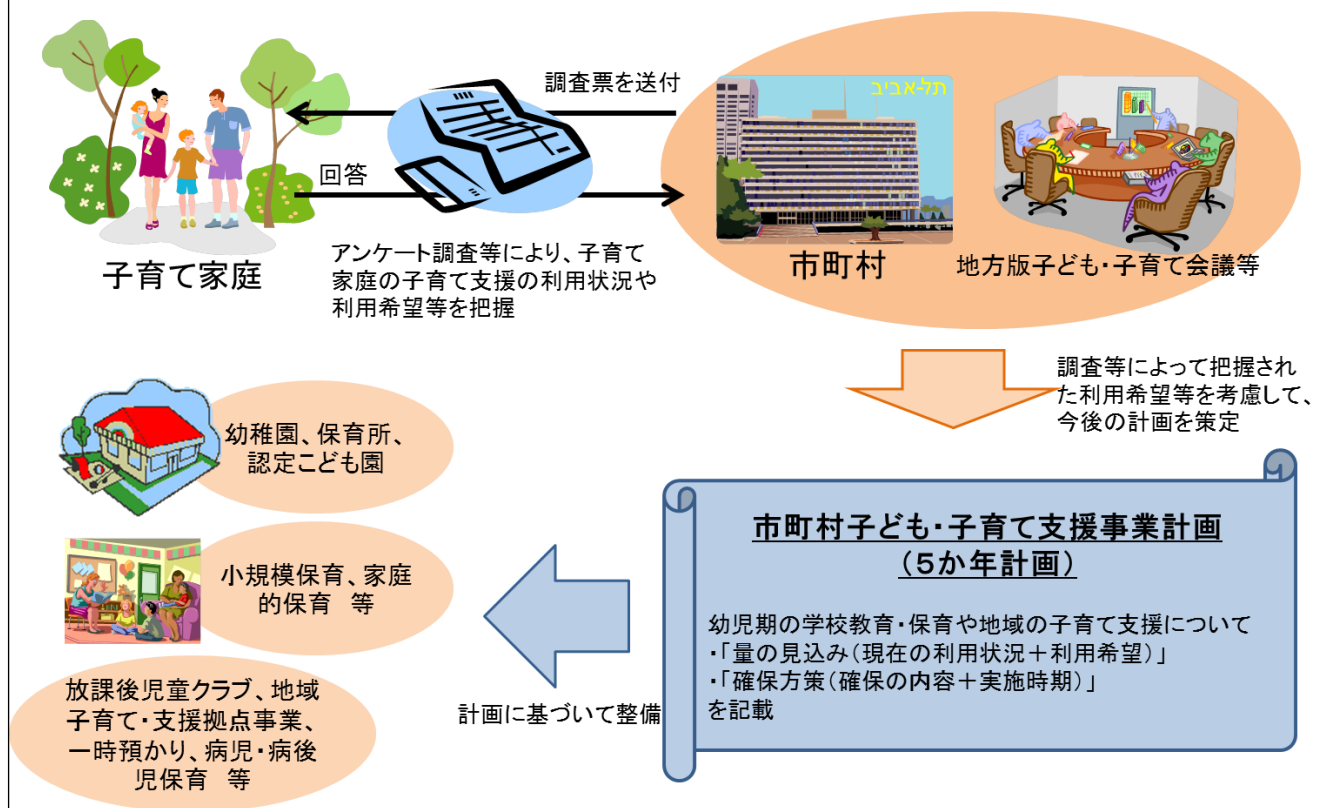 調査票を送付
回答
תל-אביב
子育て家庭
アンケート調査等により、子育て
家庭の子育て支援の利用状況や
利用希望等を把握
市町村
地方版子ども・子育て会議等
調査等によって把握され
た利用希望等を考慮して、
今後の計画を策定
市町村子ども・子育て支援事業計画
(5か年計画)
幼児期の学校教育・保育や地域の子育て支援について
・「量の見込み(現在の利用状況+利用希望)」
・「確保方策(確保の内容+実施時期)」
を記載
計画に基づいて整備
幼稚園、保育所、
認定こども園
小規模保育、家庭
的保育 等
放課後児童クラブ、地域
子育て・支援拠点事業、
一時預かり、病児・病後
児保育 等